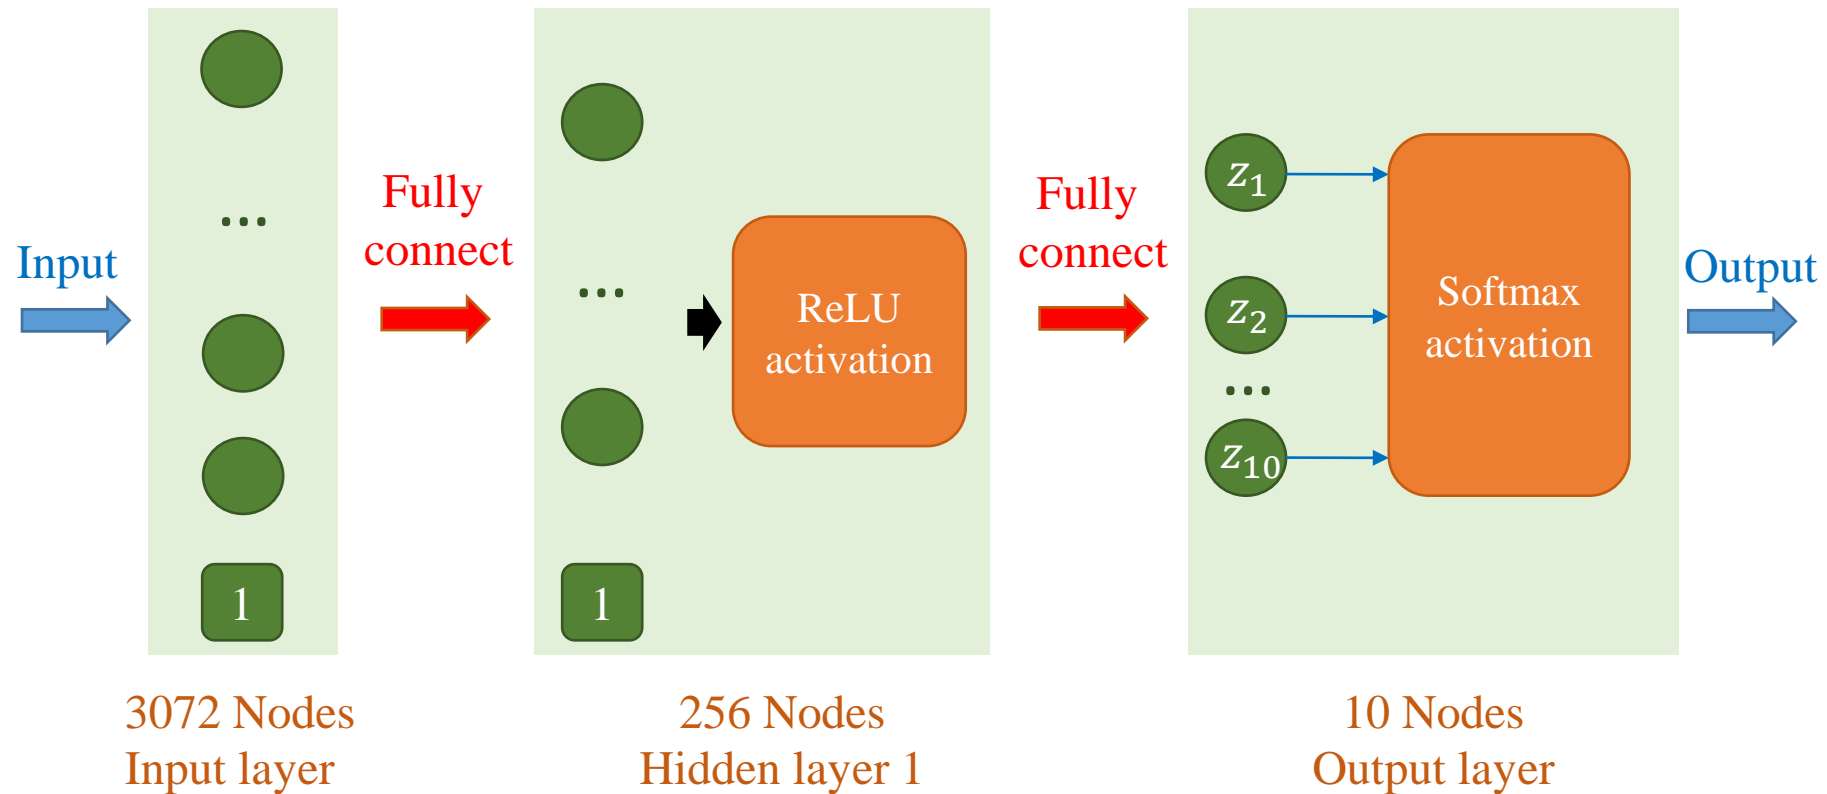 Input
...
1
3072 Nodes
Input layer
Fully
connect
...
1
ReLU
activation
256 Nodes
Hidden layer 1
Fully
connect
z₁
z₂
...
z₁₀
Softmax
activation
10 Nodes
Output layer
Output